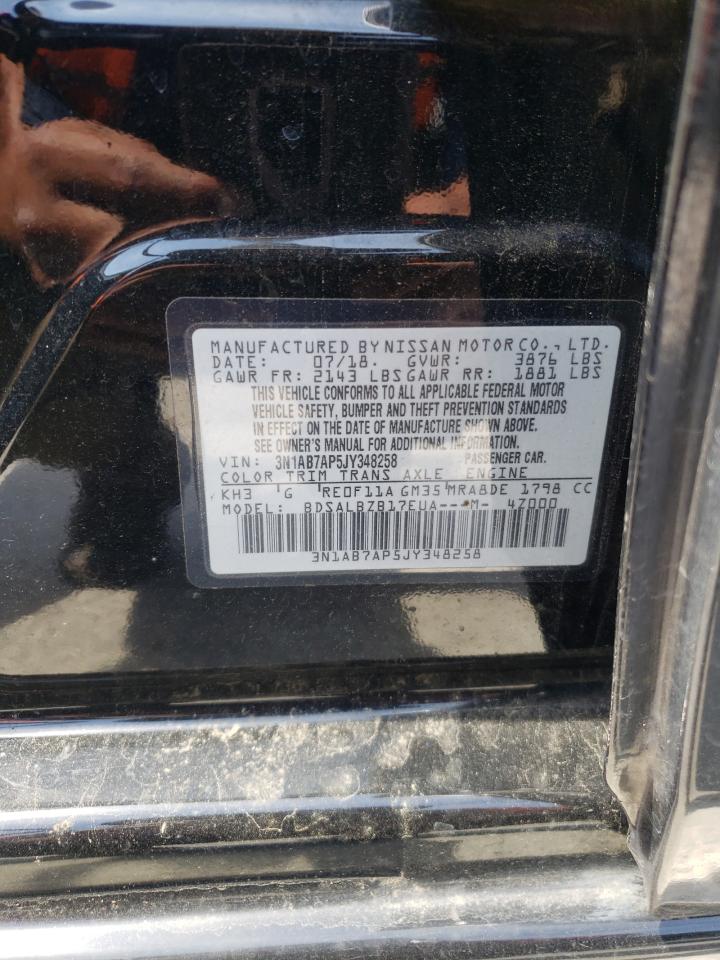 MANUFACTURED BY NISSAN MOTOR CO., LTD.
DATE: 07/18. GVWR: 3876 LBS
GAWR FR: 2143 LBS GAWR RR: 1881 LBS
THIS VEHICLE CONFORMS TO ALL APPLICABLE FEDERAL MOTOR
VEHICLE SAFETY, BUMPER AND THEFT PREVENTION STANDARDS
IN EFFECT ON THE DATE OF MANUFACTURE SHOWN ABOVE.
SEE OWNER'S MANUAL FOR ADDITIONAL INFORMATION.
VIN: 3N1AB7AP5JY348258 PASSENGER CAR.
COLOR TRIM TRANS AXLE ENGINE
KH3 G RE0F11A GM35 MRA8DE 1798 CC
MODEL: BDSALBZB17EUA----M- 4Z000
3N1AB7AP5JY348258